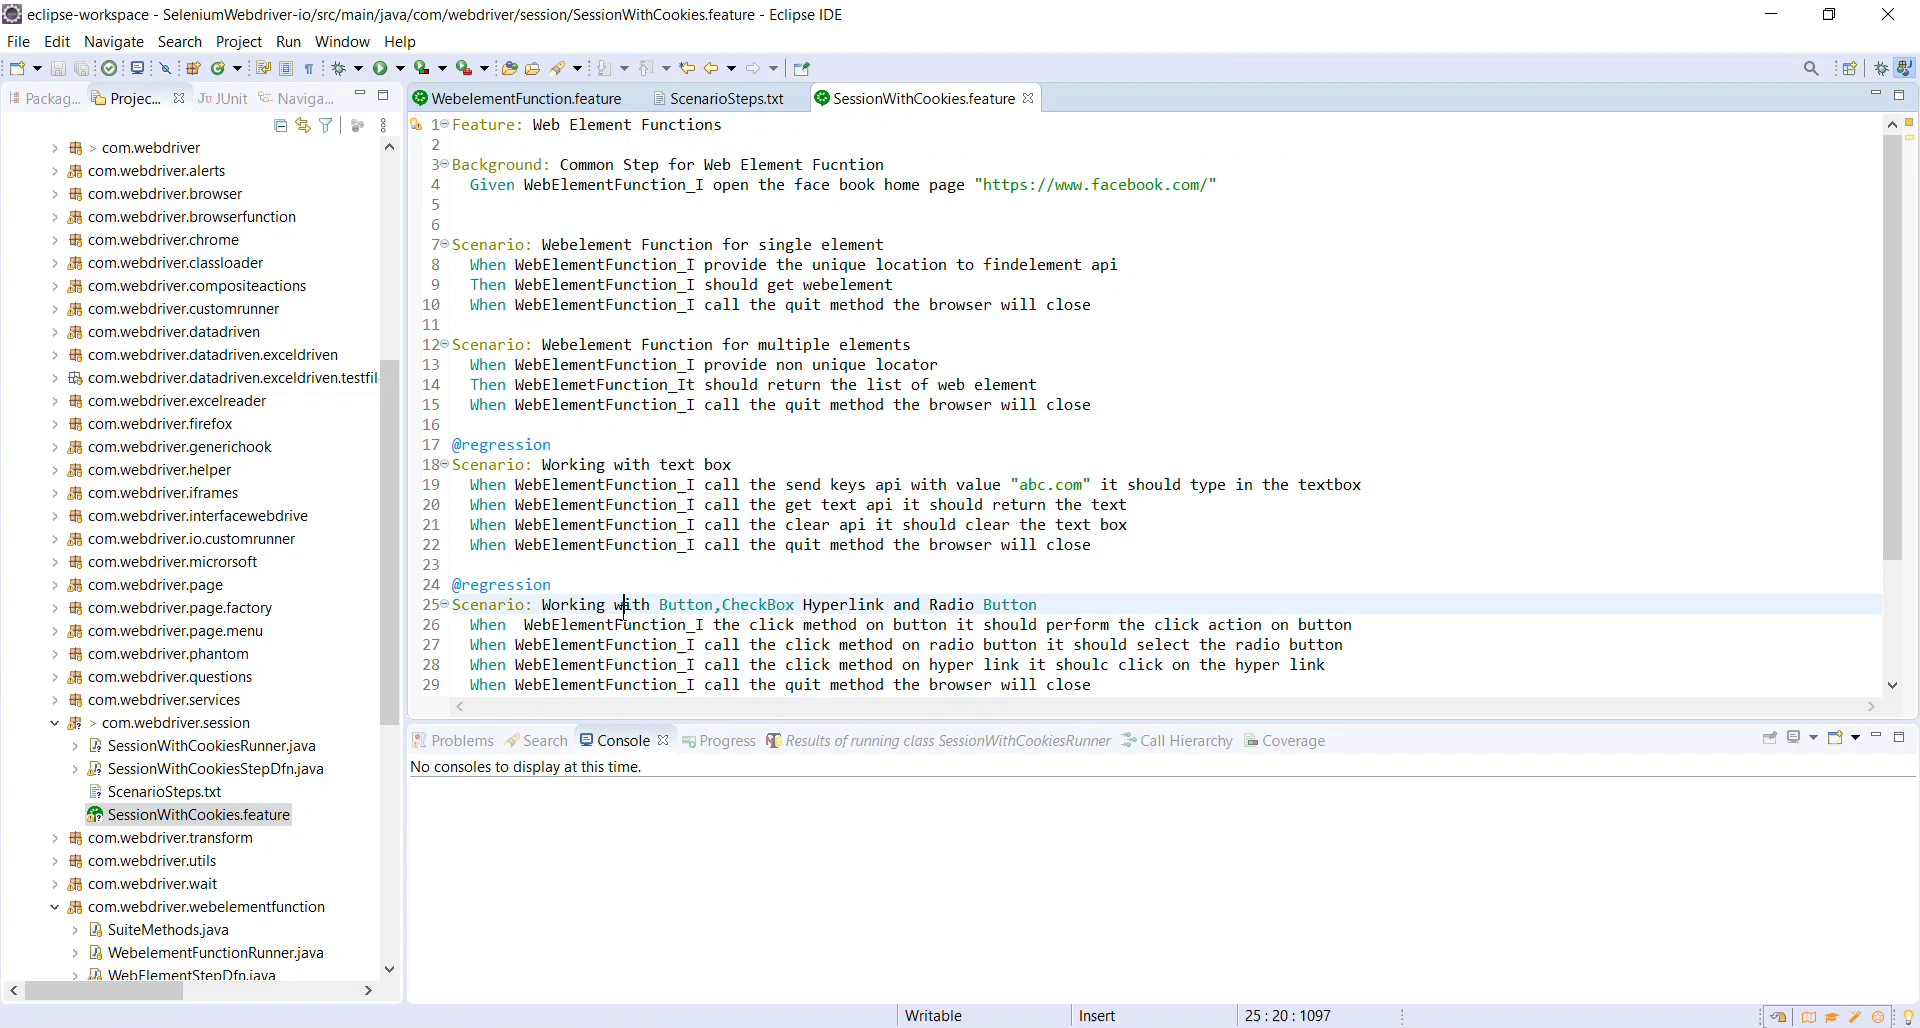 eclipse-workspace - SeleniumWebdriver-io/src/main/java/com/webdriver/session/SessionWithCookies.feature - Eclipse IDE
File Edit Navigate Search Project Run Window Help
Packag... Projec... JUnit Naviga...
WebelementFunction.feature ScenarioSteps.txt SessionWithCookies.feature
> com.webdriver
com.webdriver.alerts
com.webdriver.browser
com.webdriver.browserfunction
com.webdriver.chrome
com.webdriver.classloader
com.webdriver.compositeactions
com.webdriver.customrunner
com.webdriver.datadriven
com.webdriver.datadriven.exceldriven
com.webdriver.datadriven.exceldriven.testfil
com.webdriver.excelreader
com.webdriver.firefox
com.webdriver.generichook
com.webdriver.helper
com.webdriver.iframes
com.webdriver.interfacewebdrive
com.webdriver.io.customrunner
com.webdriver.microrsoft
com.webdriver.page
com.webdriver.page.factory
com.webdriver.page.menu
com.webdriver.phantom
com.webdriver.questions
com.webdriver.services
> com.webdriver.session
SessionWithCookiesRunner.java
SessionWithCookiesStepDfn.java
ScenarioSteps.txt
SessionWithCookies.feature
com.webdriver.transform
com.webdriver.utils
com.webdriver.wait
com.webdriver.webelementfunction
SuiteMethods.java
WebelementFunctionRunner.java
WebElementStepDfn.java
1 Feature: Web Element Functions
2
3 Background: Common Step for Web Element Fucntion
4 Given WebElementFunction_I open the face book home page "https://www.facebook.com/"
5
6
7 Scenario: Webelement Function for single element
8 When WebElementFunction_I provide the unique location to findelement api
9 Then WebElementFunction_I should get webelement
10 When WebElementFunction_I call the quit method the browser will close
11
12 Scenario: Webelement Function for multiple elements
13 When WebElementFunction_I provide non unique locator
14 Then WebElemetFunction_It should return the list of web element
15 When WebElementFunction_I call the quit method the browser will close
16
17 @regression
18 Scenario: Working with text box
19 When WebElementFunction_I call the send keys api with value "abc.com" it should type in the textbox
20 When WebElementFunction_I call the get text api it should return the text
21 When WebElementFunction_I call the clear api it should clear the text box
22 When WebElementFunction_I call the quit method the browser will close
23
24 @regression
25 Scenario: Working with Button,CheckBox Hyperlink and Radio Button
26 When WebElementFunction_I the click method on button it should perform the click action on button
27 When WebElementFunction_I call the click method on radio button it should select the radio button
28 When WebElementFunction_I call the click method on hyper link it shoulc click on the hyper link
29 When WebElementFunction_I call the quit method the browser will close
Problems Search Console Progress Results of running class SessionWithCookiesRunner Call Hierarchy Coverage
No consoles to display at this time.
Writable Insert 25 : 20 : 1097